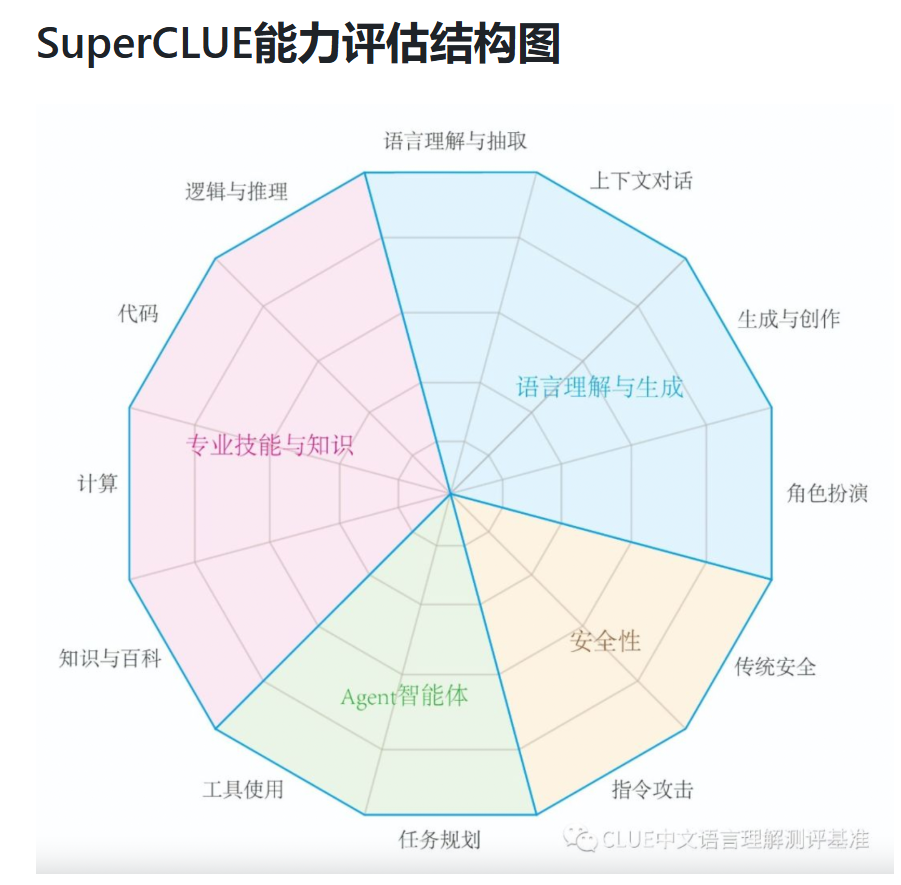 SuperCLUE能力评估结构图
语言理解与抽取
上下文对话
逻辑与推理
代码
生成与创作
语言理解与生成
专业技能与知识
计算
角色扮演
安全性
知识与百科
传统安全
Agent智能体
工具使用
指令攻击
任务规划
CLUE中文语言理解测评基准